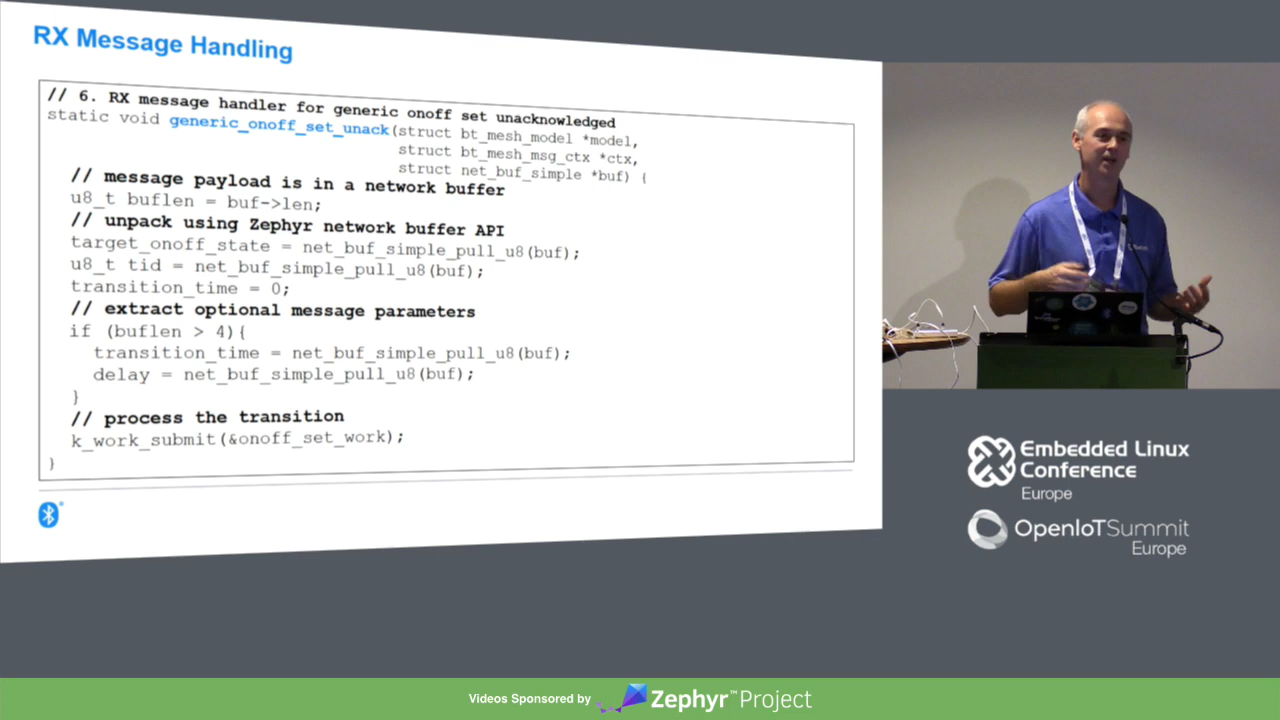 RX Message Handling
// 6. RX message handler for generic onoff set unacknowledged
static void generic_onoff_set_unack(struct bt_mesh_model *model,
struct bt_mesh_msg_ctx *ctx,
struct net_buf_simple *buf) {
// message payload is in a network buffer
u8_t buflen = buf->len;
// unpack using Zephyr network buffer API
target_onoff_state = net_buf_simple_pull_u8(buf);
u8_t tid = net_buf_simple_pull_u8(buf);
transition_time = 0;
// extract optional message parameters
if (buflen > 4){
transition_time = net_buf_simple_pull_u8(buf);
delay = net_buf_simple_pull_u8(buf);
}
// process the transition
k_work_submit(&onoff_set_work);
}
Embedded Linux
Conference
Europe
OpenIoTSummit
Europe
Videos Sponsored by Zephyr™Project